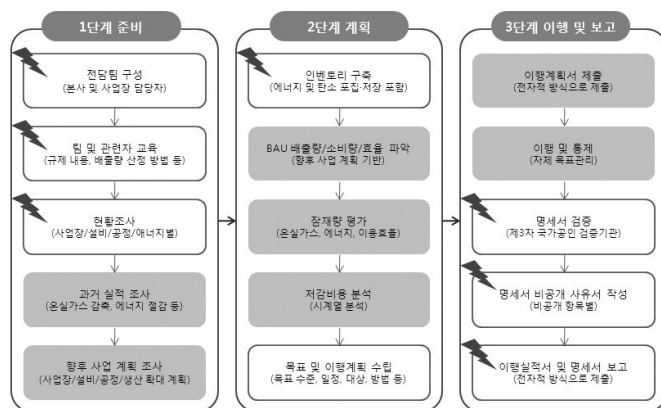 1단계 준비
전담팀 구성
(본사 및 사업장 담당자)
팀 및 관련자 교육
(규제 내용, 배출량 산정 방법 등)
현황조사
(사업장/설비/공정/애너지별)
과거 실적 조사
(온실가스 감축, 에너지 절감 등)
향후 사업 계획 조사
(사업장/설비/공정/생산 확대 계획)
2단계 계획
인벤토리 구축
(에너지 및 탄소 포집·저장 포함)
BAU 배출량/소비량/효율 파악
(향후 사업 계획 기반)
잠재량 평가
(온실가스, 에너지, 이용효율)
저감비용 분석
(시계열 분석)
목표 및 이행계획 수립
(목표 수준, 일정, 대상, 방법 등)
3단계 이행 및 보고
이행계획서 제출
(전자적 방식으로 제출)
이행 및 통제
(자체 목표관리)
명세서 검증
(제3자 국가공인 검증기관)
명세서 비공개 사유서 작성
(비공개 항목별)
이행실적서 및 명세서 보고
(전자적 방식으로 제출)